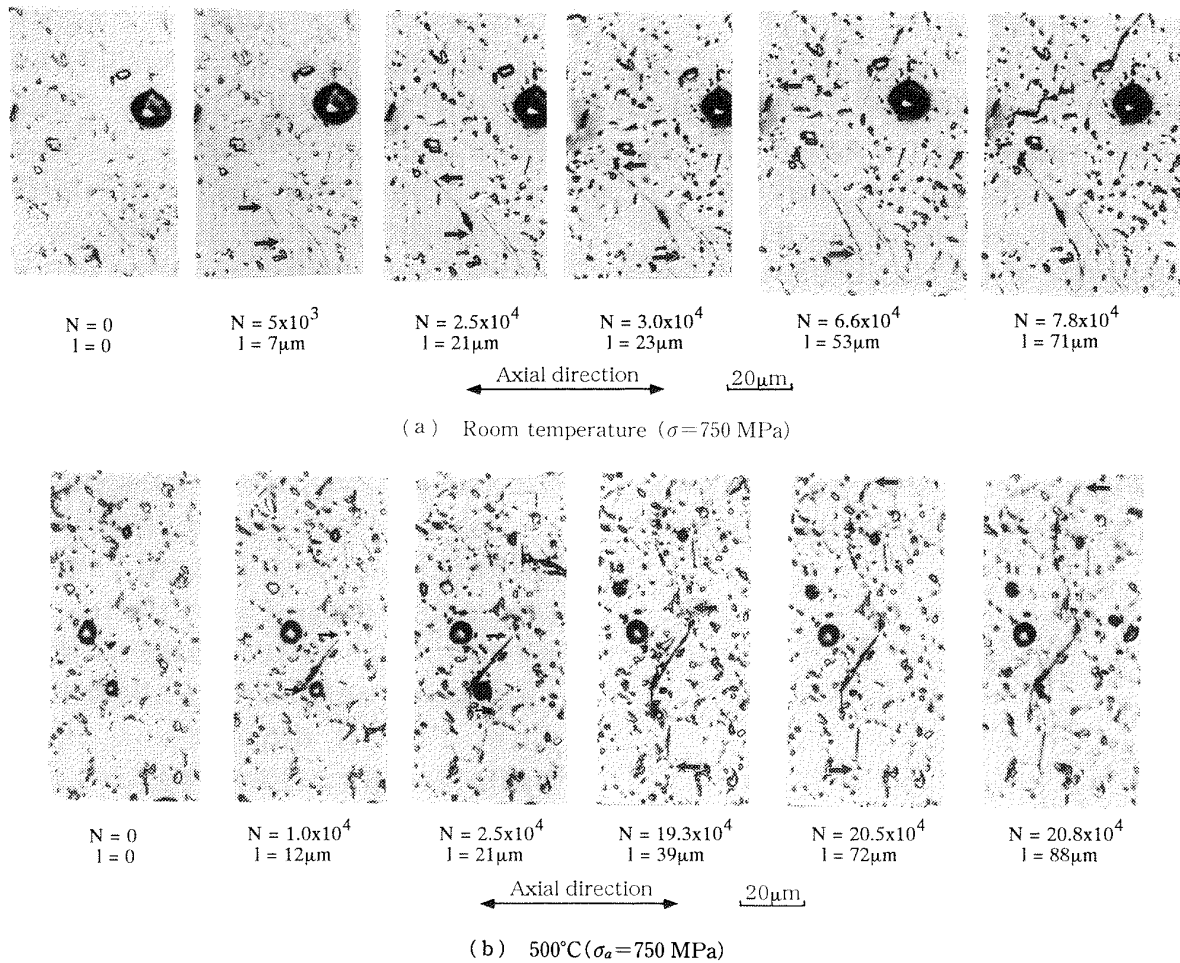 N = 0 N = 5x10³ N = 2.5x10⁴ N = 3.0x10⁴ N = 6.6x10⁴ N = 7.8x10⁴
l = 0 l = 7μm l = 21μm l = 23μm l = 53μm l = 71μm
Axial direction 20μm
(a) Room temperature (σ=750 MPa)
N = 0 N = 1.0x10⁴ N = 2.5x10⁴ N = 19.3x10⁴ N = 20.5x10⁴ N = 20.8x10⁴
l = 0 l = 12μm l = 21μm l = 39μm l = 72μm l = 88μm
Axial direction 20μm
(b) 500°C(σₐ=750 MPa)